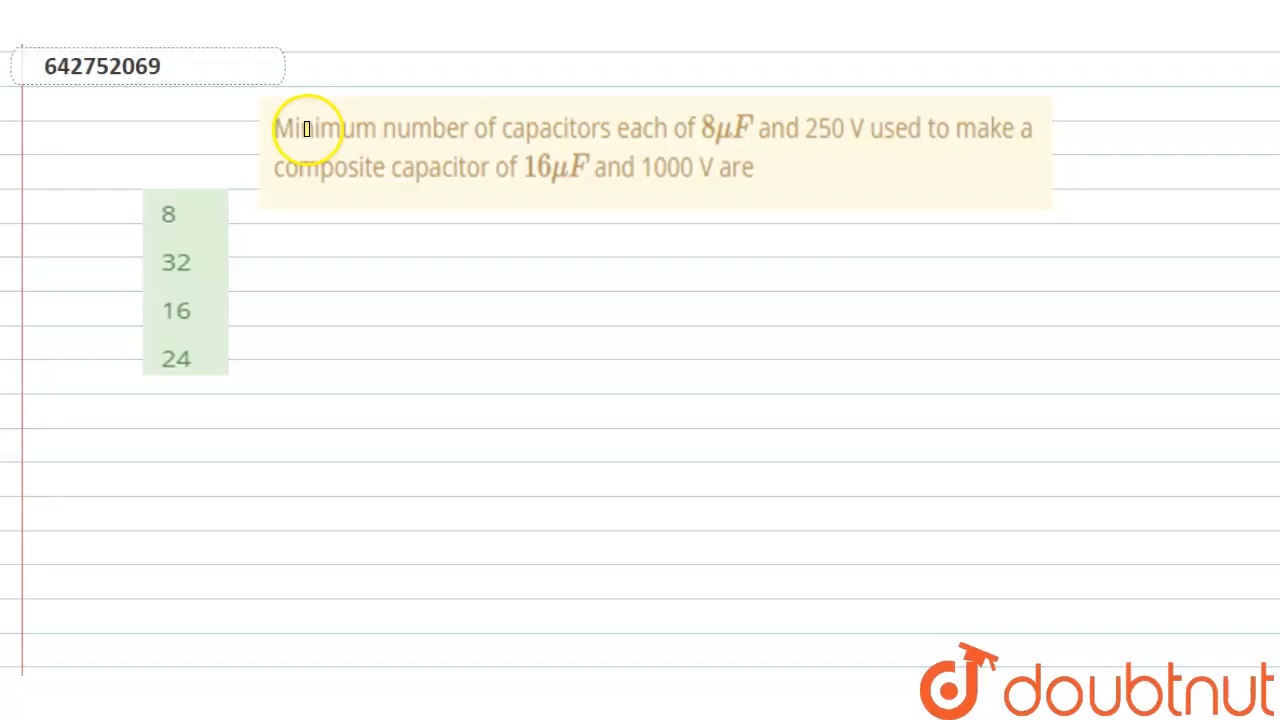 642752069
Minimum number of capacitors each of 8μF and 250 V used to make a
composite capacitor of 16μF and 1000 V are
8
32
16
24
doubtnut